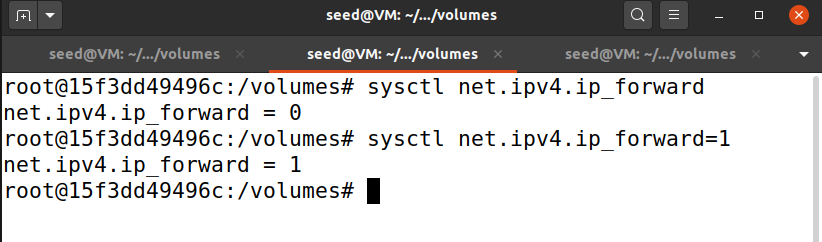 seed@VM: ~/.../volumes
seed@VM: ~/.../volumes × seed@VM: ~/.../volumes × seed@VM: ~/.../volumes ×
root@15f3dd49496c:/volumes# sysctl net.ipv4.ip_forward
net.ipv4.ip_forward = 0
root@15f3dd49496c:/volumes# sysctl net.ipv4.ip_forward=1
net.ipv4.ip_forward = 1
root@15f3dd49496c:/volumes#